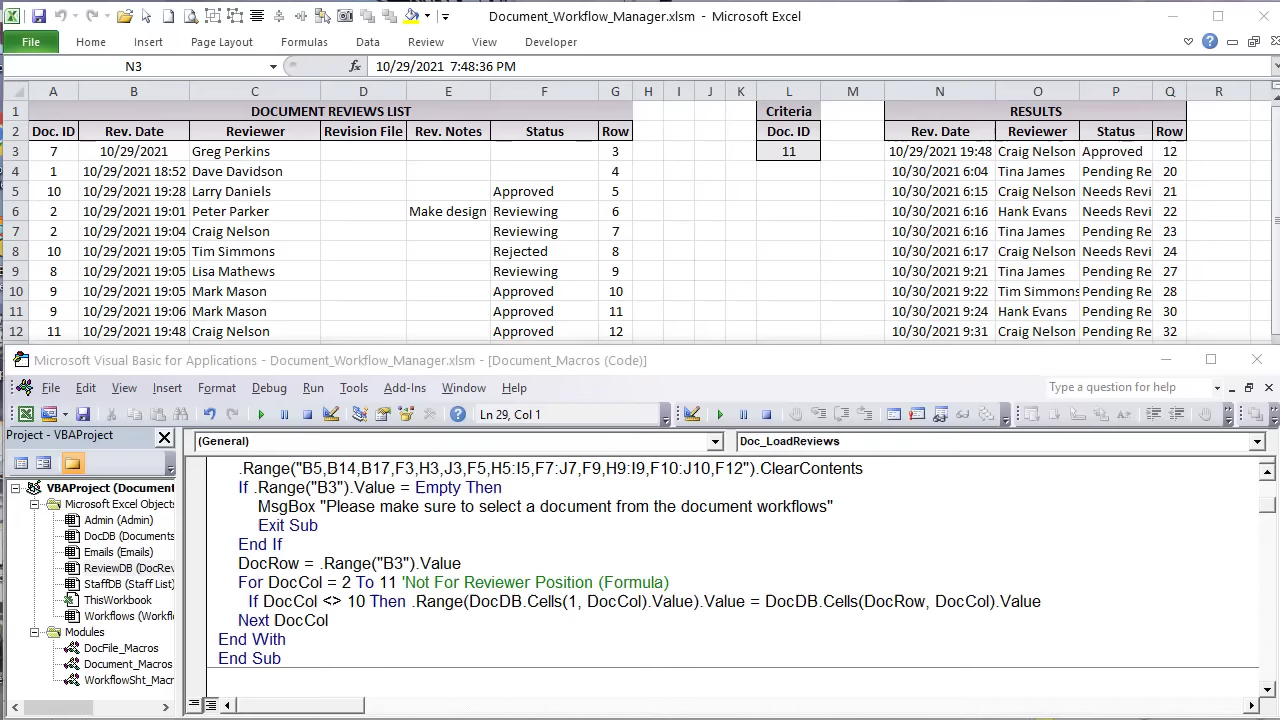 Document_Workflow_Manager.xlsm - Microsoft Excel
File Home Insert Page Layout Formulas Data Review View Developer
N3 fx 10/29/2021 7:48:36 PM
A B C D E F G H I J K L M N O P Q R
1 DOCUMENT REVIEWS LIST Criteria RESULTS
2 Doc. ID Rev. Date Reviewer Revision File Rev. Notes Status Row Doc. ID Rev. Date Reviewer Status Row
3 7 10/29/2021 Greg Perkins 3 11 10/29/2021 19:48 Craig Nelson Approved 12
4 1 10/29/2021 18:52 Dave Davidson 4 10/30/2021 6:04 Tina James Pending Re 20
5 10 10/29/2021 19:28 Larry Daniels Approved 5 10/30/2021 6:15 Craig Nelson Needs Revi 21
6 2 10/29/2021 19:01 Peter Parker Make design Reviewing 6 10/30/2021 6:16 Hank Evans Needs Revi 22
7 2 10/29/2021 19:04 Craig Nelson Reviewing 7 10/30/2021 6:16 Tina James Pending Re 23
8 10 10/29/2021 19:05 Tim Simmons Rejected 8 10/30/2021 6:17 Craig Nelson Needs Revi 24
9 8 10/29/2021 19:05 Lisa Mathews Reviewing 9 10/30/2021 9:21 Tina James Pending Re 27
10 9 10/29/2021 19:05 Mark Mason Approved 10 10/30/2021 9:22 Tim Simmons Pending Re 28
11 9 10/29/2021 19:06 Mark Mason Approved 11 10/30/2021 9:24 Hank Evans Pending Re 30
12 11 10/29/2021 19:48 Craig Nelson Approved 12 10/30/2021 9:31 Craig Nelson Pending Re 32
Microsoft Visual Basic for Applications - Document_Workflow_Manager.xlsm - [Document_Macros (Code)]
File Edit View Insert Format Debug Run Tools Add-Ins Window Help Type a question for help
Ln 29, Col 1
Project - VBAProject
(General) Doc_LoadReviews
VBAProject (Document
Microsoft Excel Objects
Admin (Admin)
DocDB (Documents
Emails (Emails)
ReviewDB (DocRev
StaffDB (Staff List)
ThisWorkbook
Workflows (Workfl
Modules
DocFile_Macros
Document_Macros
WorkflowSht_Macr
.Range("B5,B14,B17,F3,H3,J3,F5,H5:I5,F7:J7,F9,H9:I9,F10:J10,F12").ClearContents
If .Range("B3").Value = Empty Then
MsgBox "Please make sure to select a document from the document workflows"
Exit Sub
End If
DocRow = .Range("B3").Value
For DocCol = 2 To 11 'Not For Reviewer Position (Formula)
If DocCol <> 10 Then .Range(DocDB.Cells(1, DocCol).Value).Value = DocDB.Cells(DocRow, DocCol).Value
Next DocCol
End With
End Sub